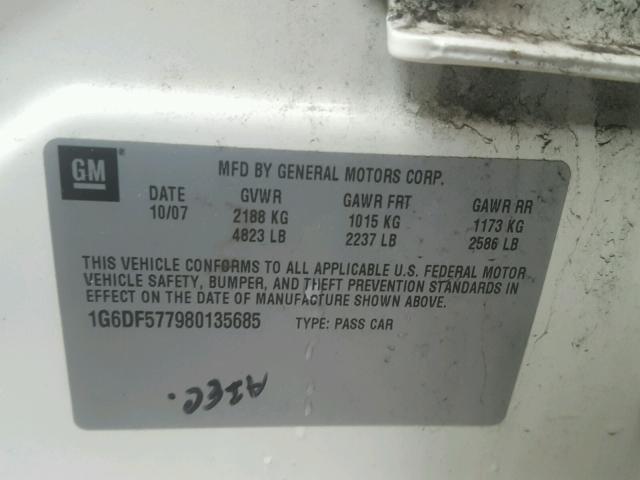 GM
MFD BY GENERAL MOTORS CORP.
DATE GVWR GAWR FRT GAWR RR
10/07 2188 KG 1015 KG 1173 KG
4823 LB 2237 LB 2586 LB
THIS VEHICLE CONFORMS TO ALL APPLICABLE U.S. FEDERAL MOTOR
VEHICLE SAFETY, BUMPER, AND THEFT PREVENTION STANDARDS IN
EFFECT ON THE DATE OF MANUFACTURE SHOWN ABOVE.
1G6DF577980135685 TYPE: PASS CAR